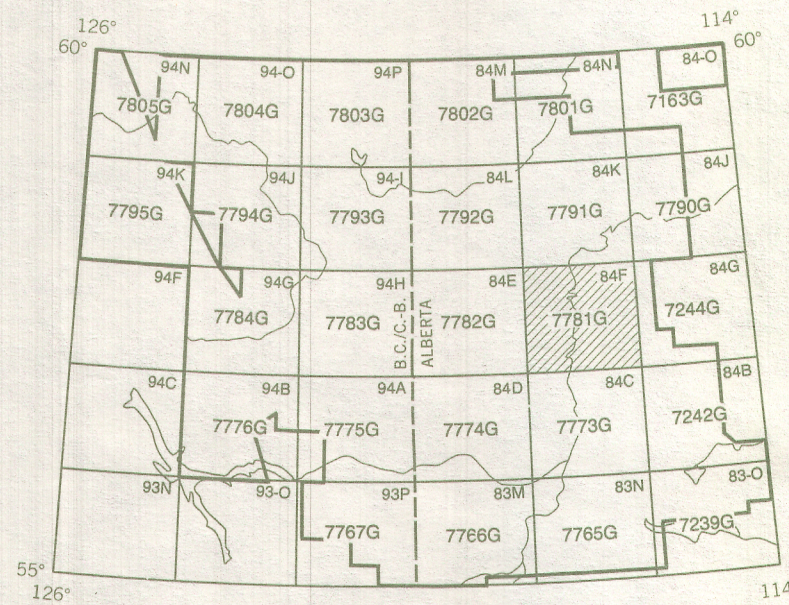 126° 114°
60° 60°
94N 94-O 94P 84M 84N 84-O
7805G 7804G 7803G 7802G 7801G 7163G
94K 94J 94-I 84L 84K 84J
7795G 7794G 7793G 7792G 7791G 7790G
94F 94G 94H 84E 84F 84G
7784G 7783G 7782G 7781G 7244G
B.C./C.-B.
ALBERTA
94C 94B 94A 84D 84C 84B
7776G 7775G 7774G 7773G 7242G
93N 93-O 93P 83M 83N 83-O
7767G 7766G 7765G 7239G
55°
126° 114